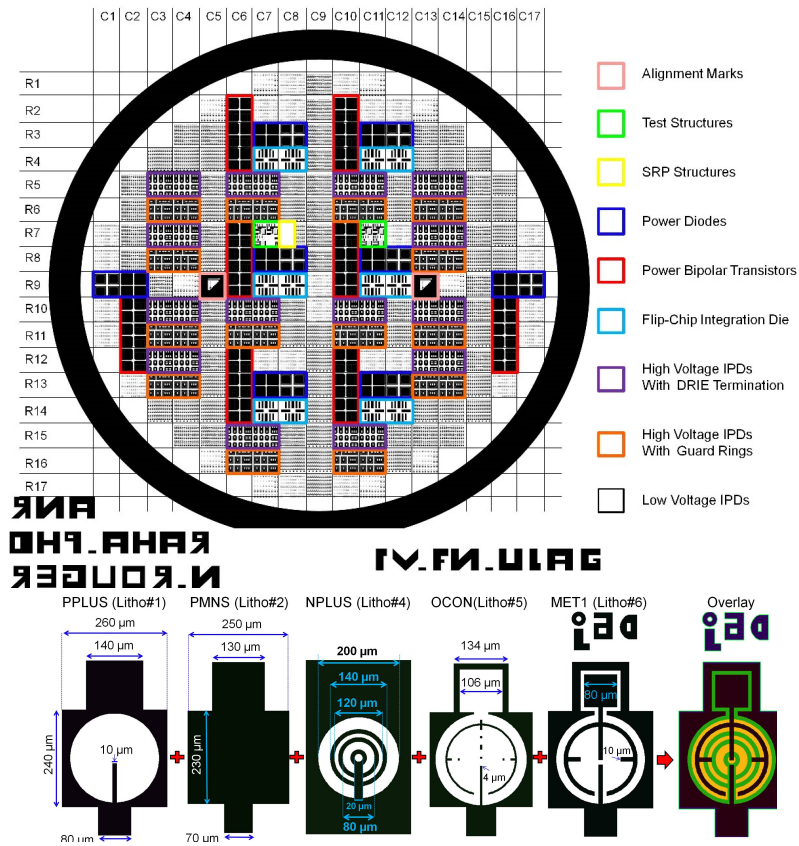 C1 C2 C3 C4 C5 C6 C7 C8 C9 C10 C11 C12 C13 C14 C15 C16 C17
R1
R2
R3
R4
R5
R6
R7
R8
R9
R10
R11
R12
R13
R14
R15
R16
R17
Alignment Marks
Test Structures
SRP Structures
Power Diodes
Power Bipolar Transistors
Flip-Chip Integration Die
High Voltage IPDs
With DRIE Termination
High Voltage IPDs
With Guard Rings
Low Voltage IPDs
PPLUS (Litho#1)
260 µm
140 µm
240 µm
10 µm
80 µm
PMNS (Litho#2)
250 µm
130 µm
230 µm
70 µm
NPLUS (Litho#4)
200 µm
140 µm
120 µm
20 µm
80 µm
OCON(Litho#5)
134 µm
106 µm
4 µm
MET1 (Litho#6)
80 µm
10 µm
Overlay